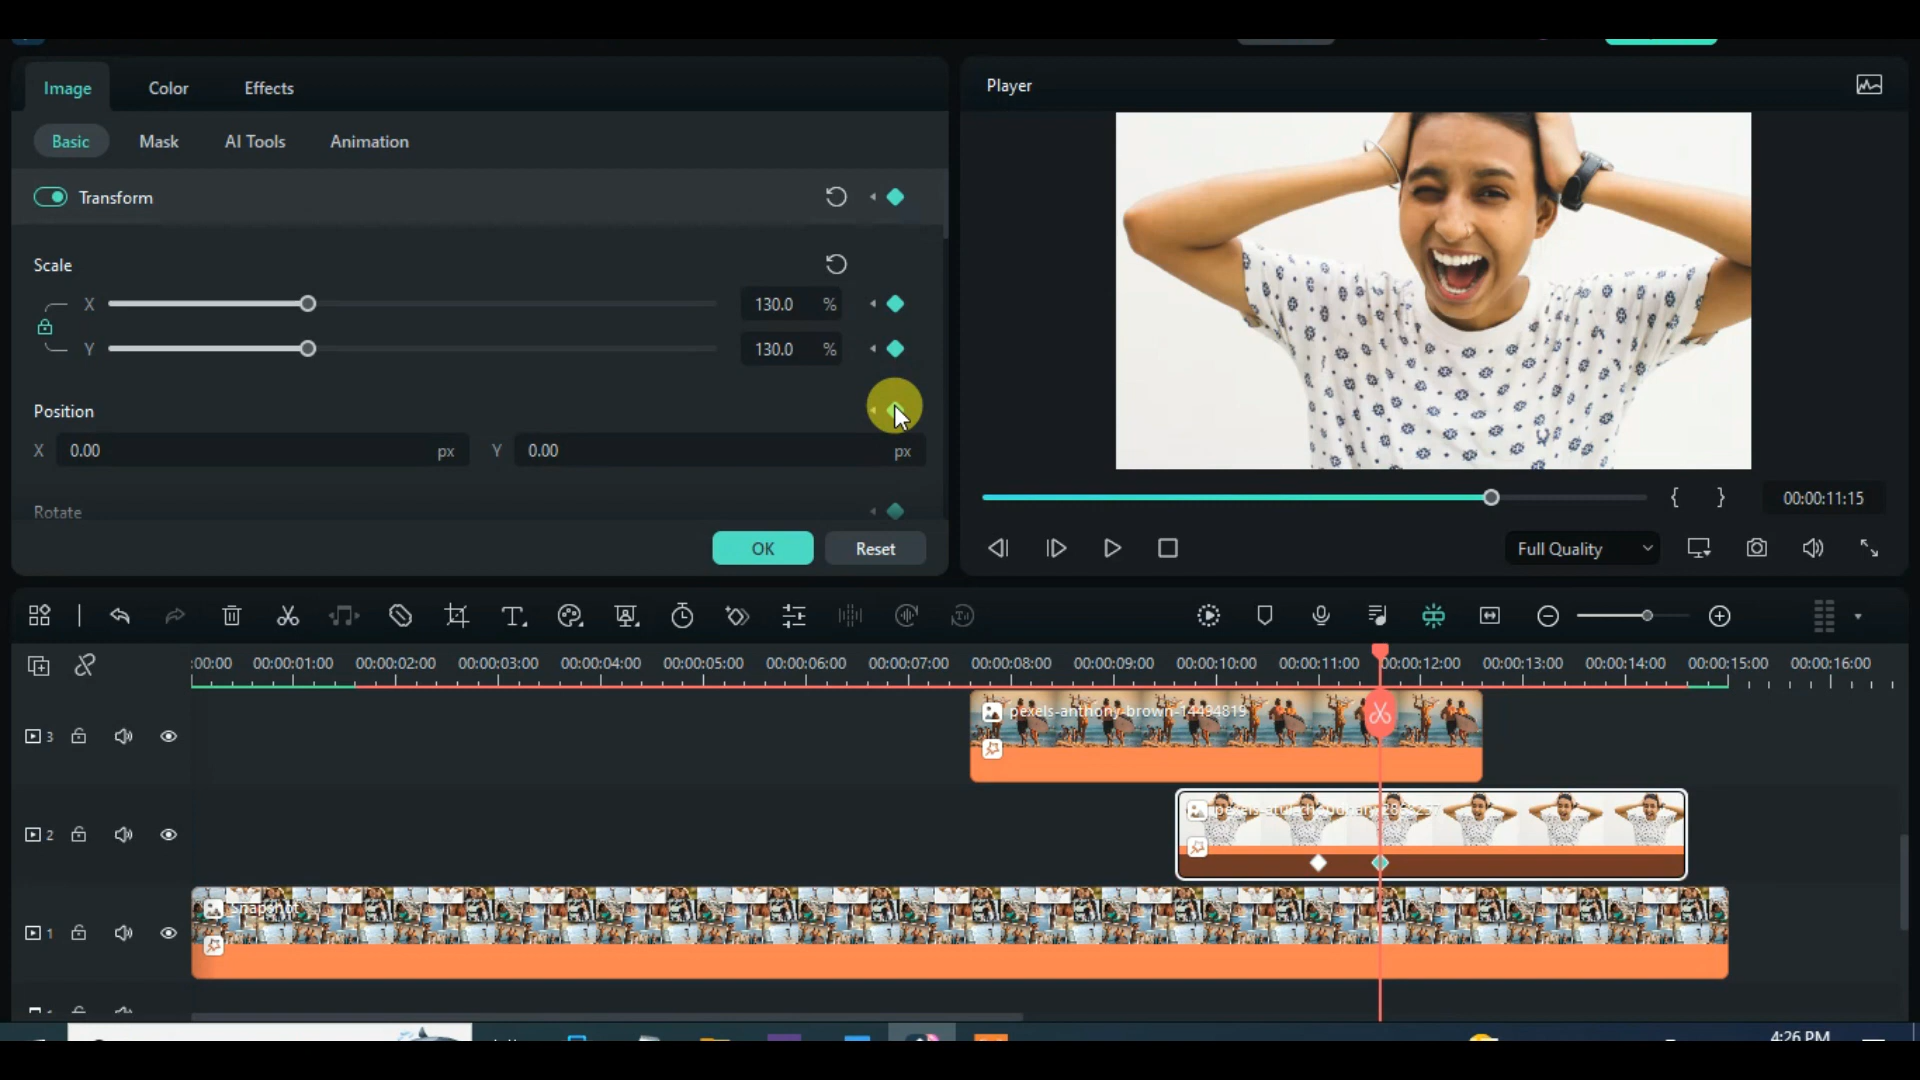 Image Color Effects
Player
Basic Mask AI Tools Animation
Transform
Scale
X 130.0 %
Y 130.0 %
Position
X 0.00 px Y 0.00 px
Rotate
OK Reset
{ } 00:00:11:15
Full Quality
:00:00 00:00:01:00 00:00:02:00 00:00:03:00 00:00:04:00 00:00:05:00 00:00:06:00 00:00:07:00 00:00:08:00 00:00:09:00 00:00:10:00 00:00:11:00 00:00:12:00 00:00:13:00 00:00:14:00 00:00:15:00 00:00:16:00
pexels-anthony-brown-14494819
3
2
Snapshot
1
4:26 PM